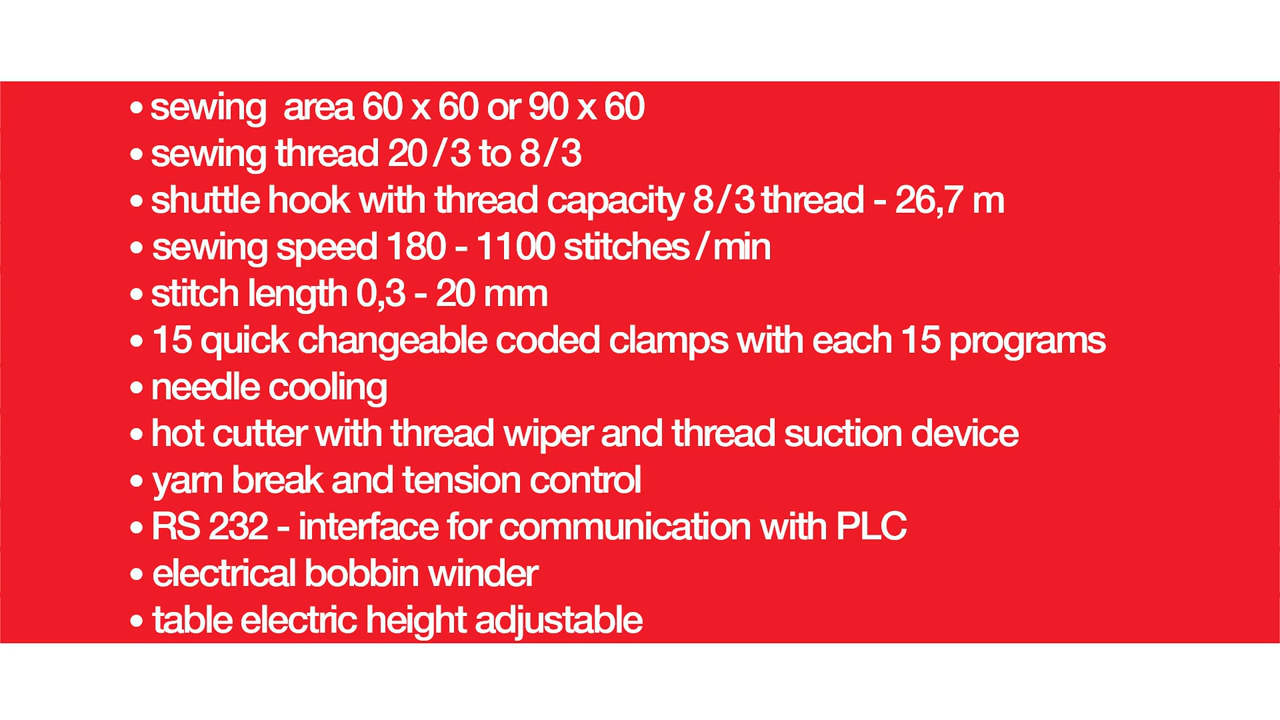 • sewing  area 60 x 60 or 90 x 60
• sewing thread 20/3 to 8/3
• shuttle hook with thread capacity 8/3 thread - 26,7 m
• sewing speed 180 - 1100 stitches/min
• stitch length 0,3 - 20 mm
• 15 quick changeable coded clamps with each 15 programs
• needle cooling
• hot cutter with thread wiper and thread suction device
• yarn break and tension control
• RS 232 - interface for communication with PLC
• electrical bobbin winder
• table electric height adjustable